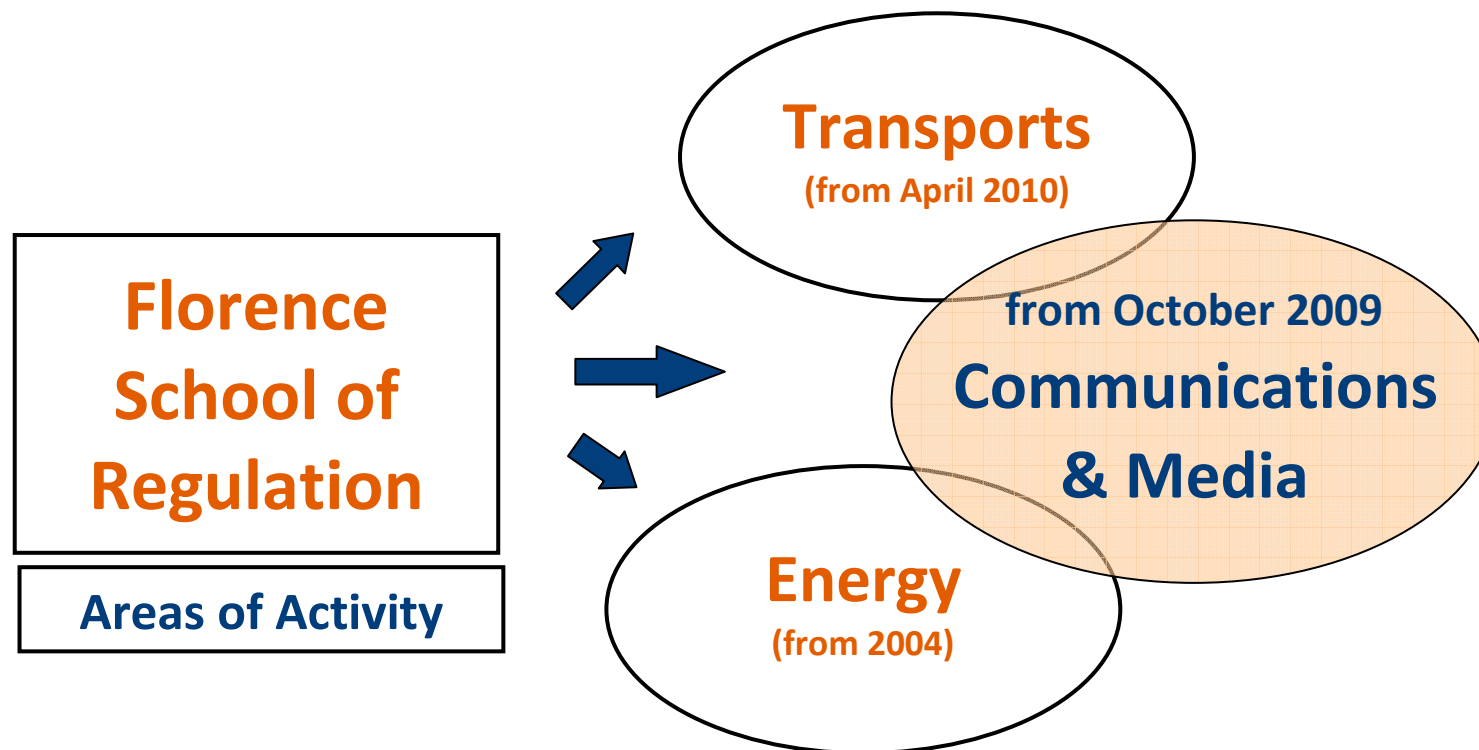 Florence
School of
Regulation
Areas of Activity
Transports
(from April 2010)
from October 2009
Communications
& Media
Energy
(from 2004)